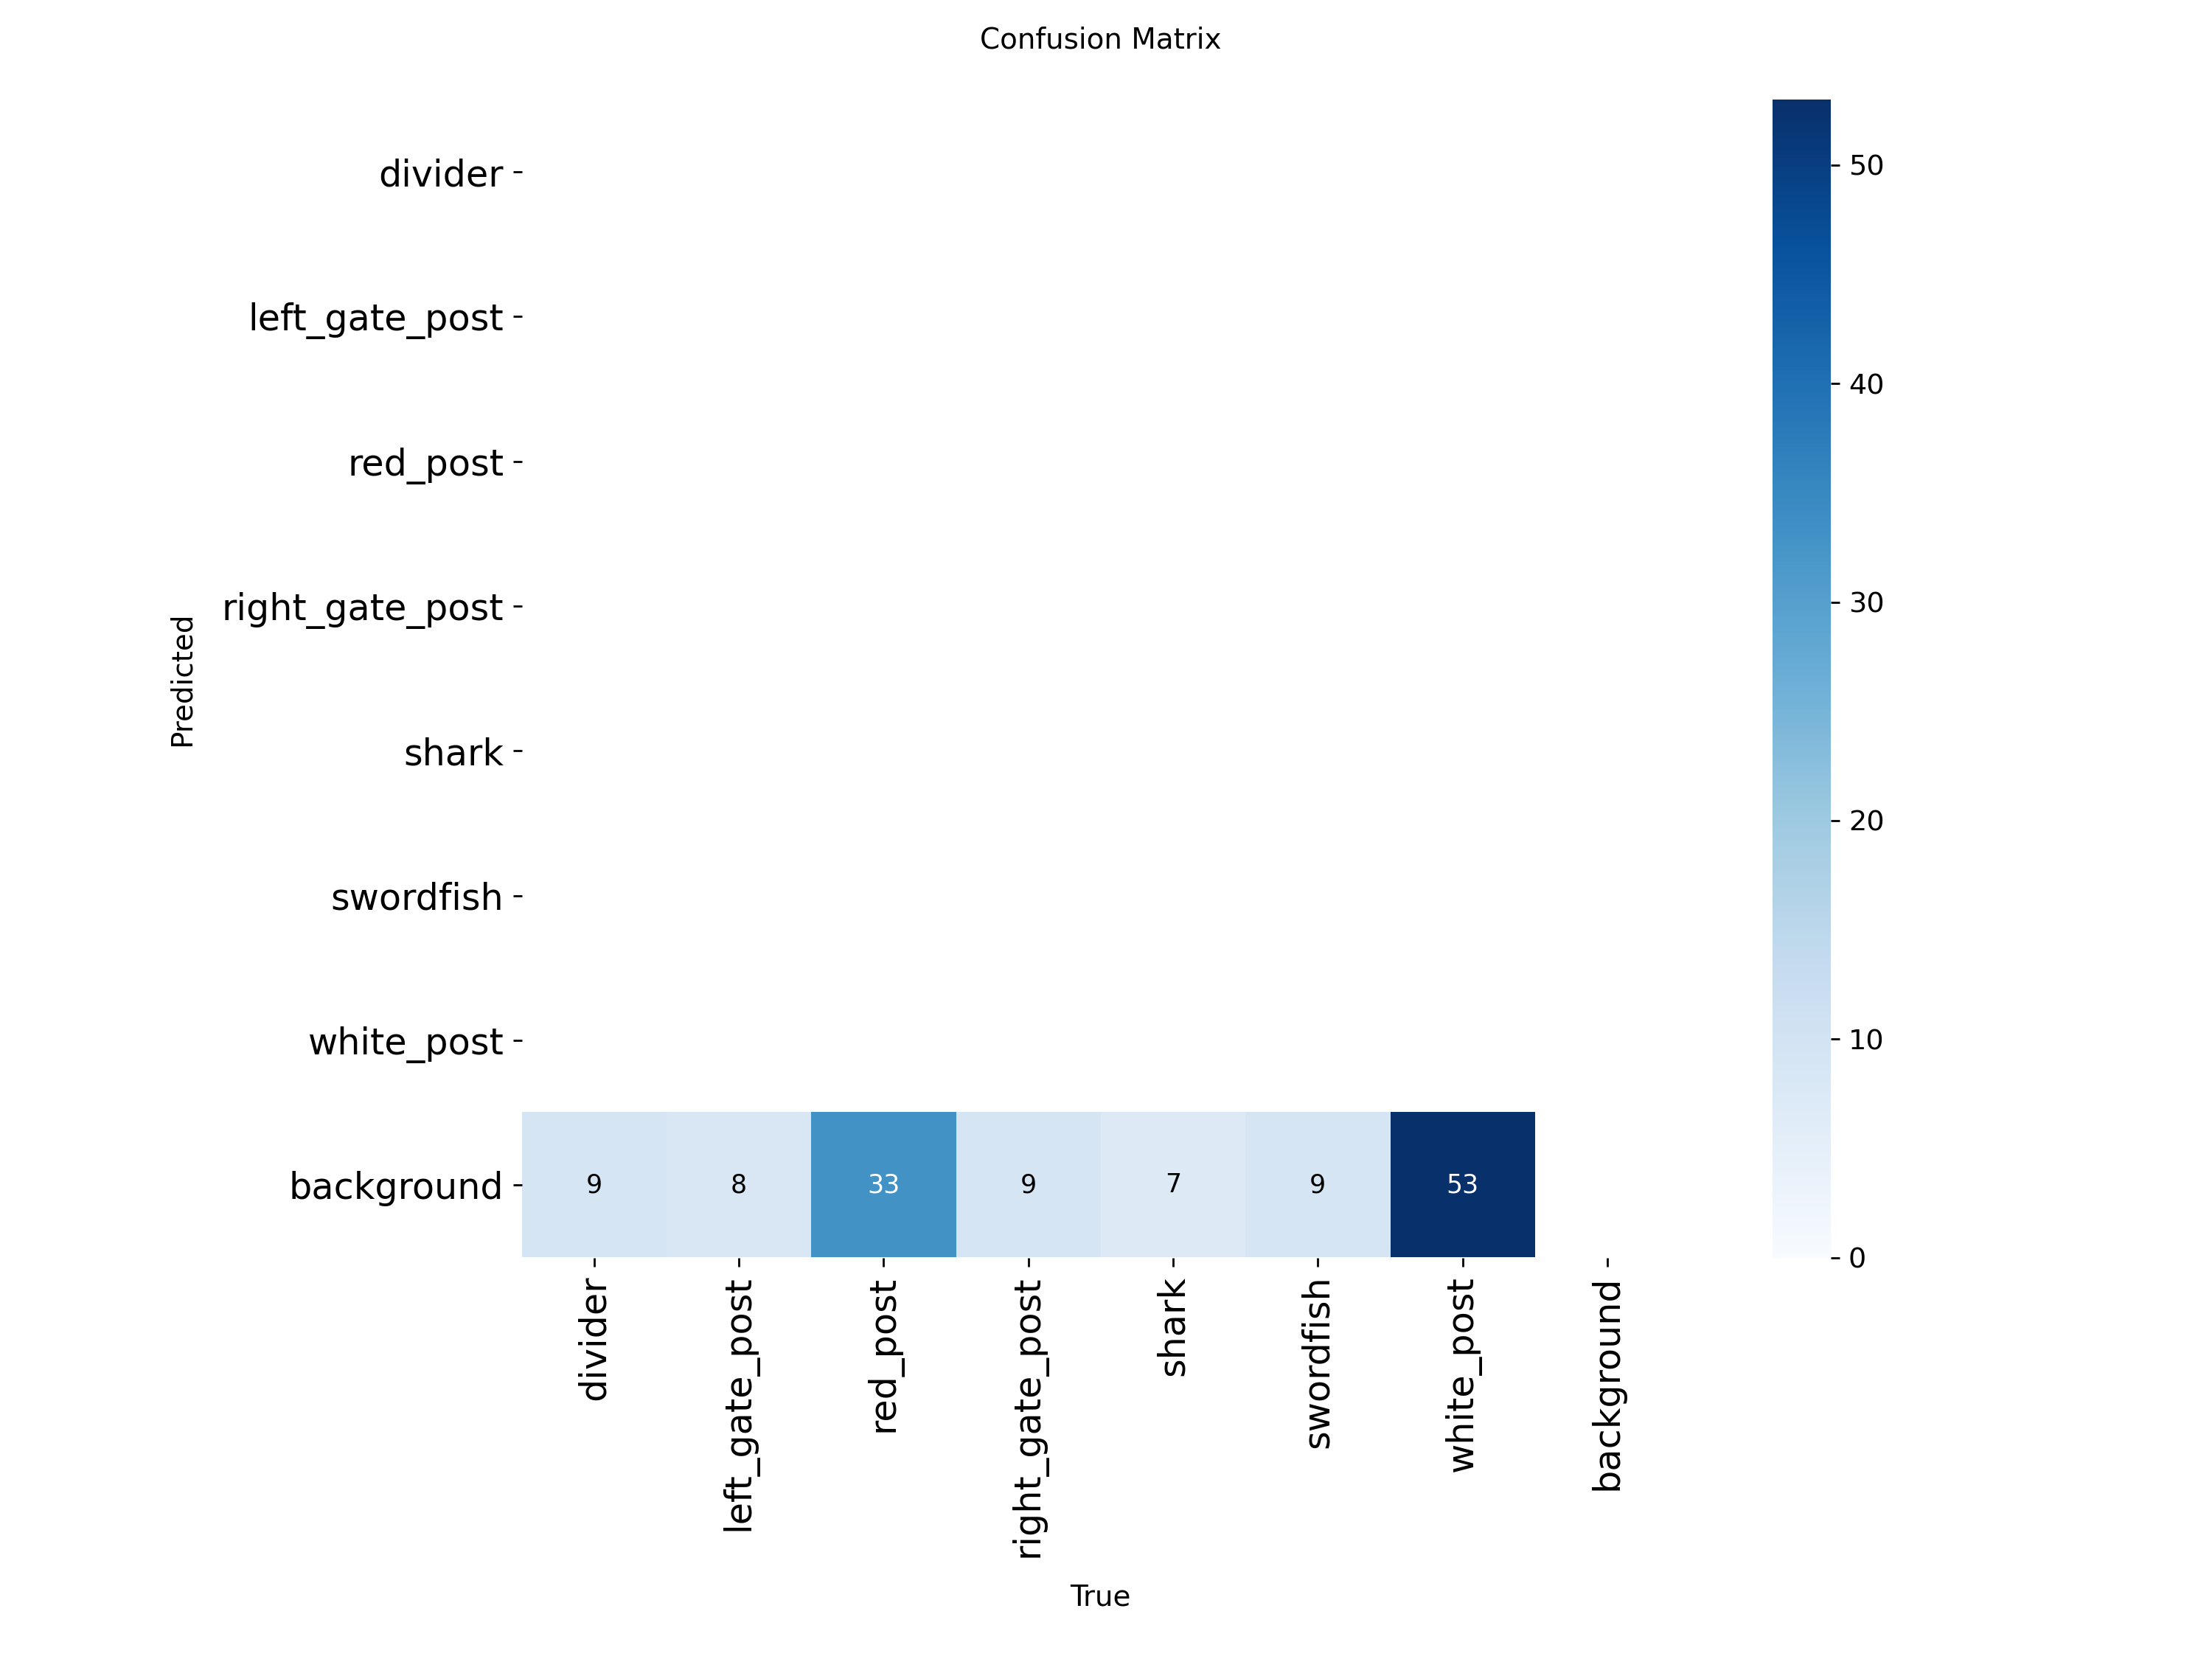 Confusion Matrix
divider
left_gate_post
red_post
right_gate_post
shark
swordfish
white_post
background
Predicted
9 8 33 9 7 9 53
divider
left_gate_post
red_post
right_gate_post
shark
swordfish
white_post
background
True
50
40
30
20
10
0